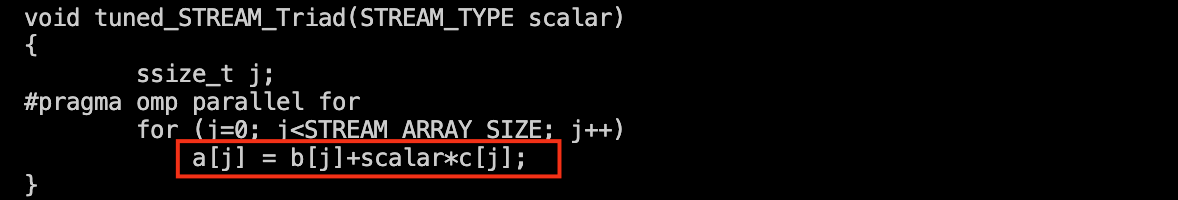 void tuned_STREAM_Triad(STREAM_TYPE scalar)
{
ssize_t j;
#pragma omp parallel for
for (j=0; j<STREAM_ARRAY_SIZE; j++)
a[j] = b[j]+scalar*c[j];
}